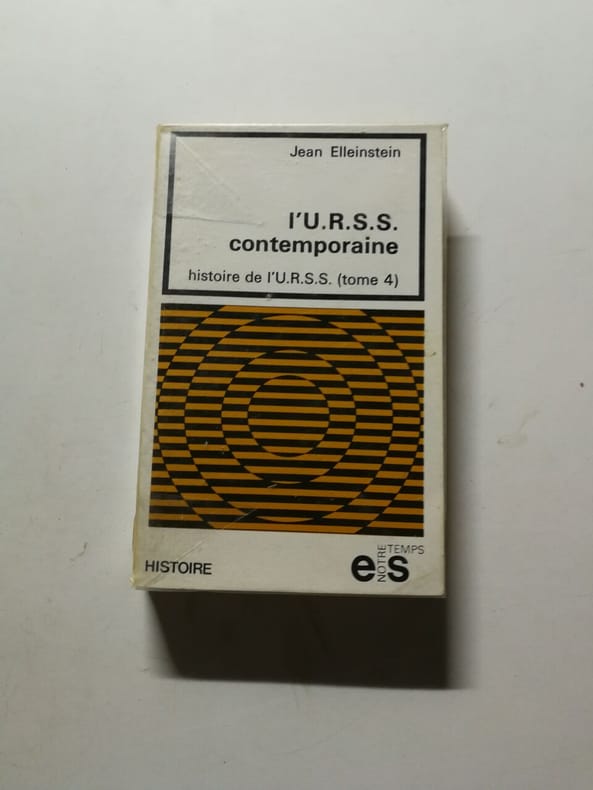 Jean Elleinstein
l'U.R.S.S.
contemporaine
histoire de l'U.R.S.S. (tome 4)
HISTOIRE
es
NOTRE
TEMPS